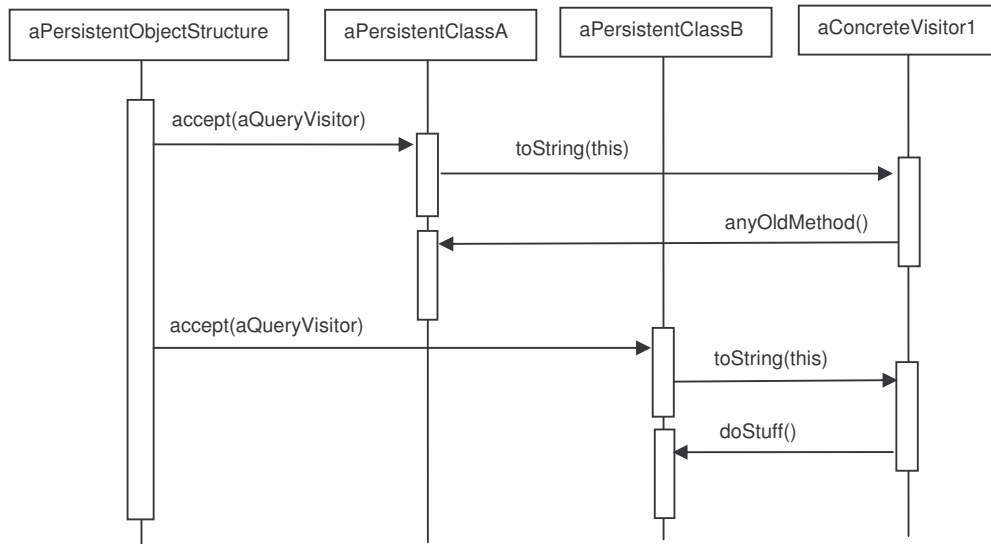 aPersistentObjectStructure
aPersistentClassA
aPersistentClassB
aConcreteVisitor1
accept(aQueryVisitor)
toString(this)
anyOldMethod()
accept(aQueryVisitor)
toString(this)
doStuff()